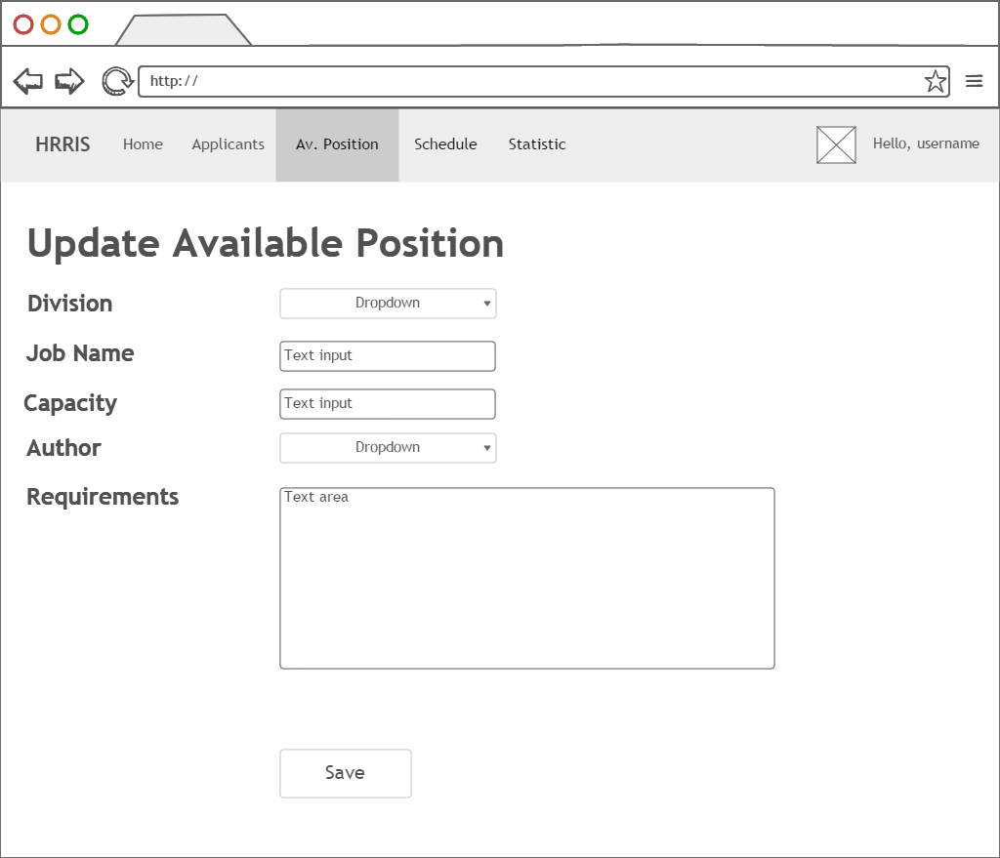 http://
HRRIS Home Applicants Av. Position Schedule Statistic Hello, username
Update Available Position
Division Dropdown
Job Name Text input
Capacity Text input
Author Dropdown
Requirements Text area
Save